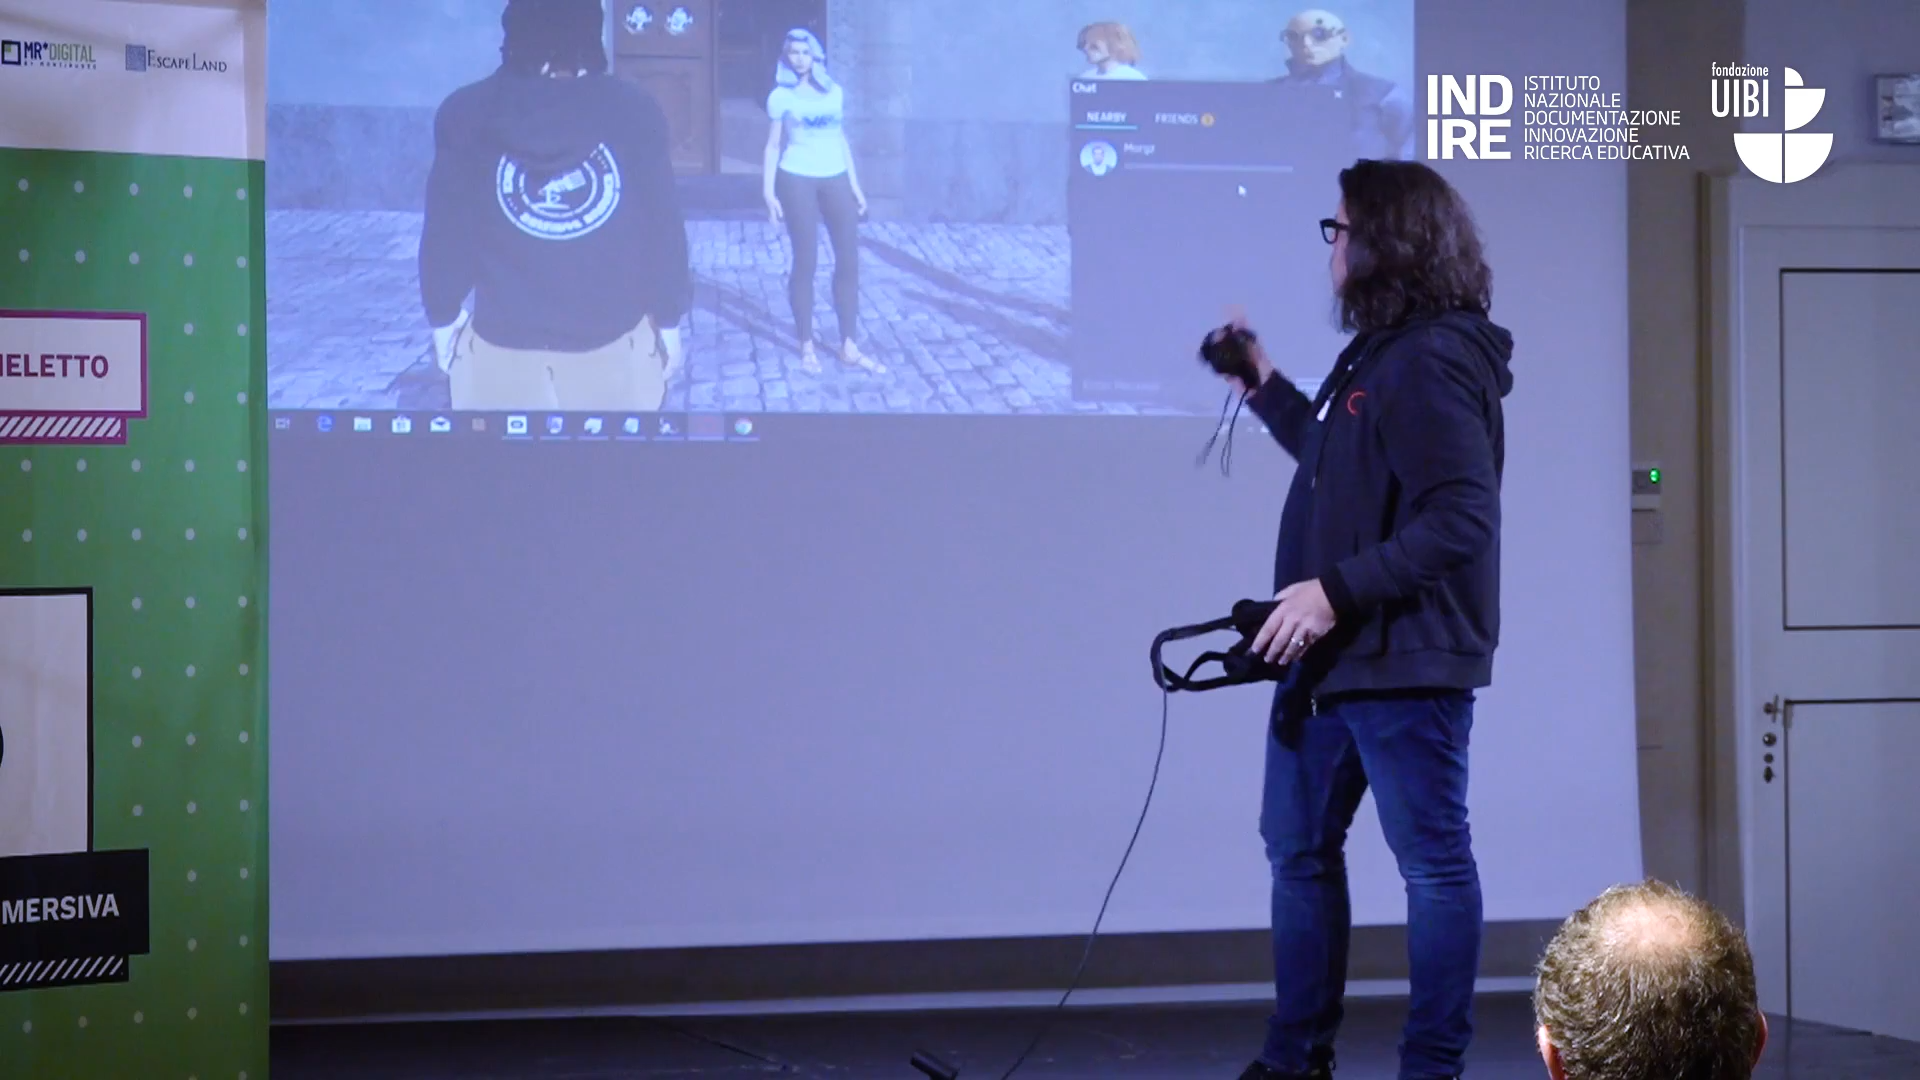 MR*DIGITAL
ESCAPELAND
IELETTO
MERSIVA
Chat
NEARBY
FRIENDS
IND
IRE
ISTITUTO
NAZIONALE
DOCUMENTAZIONE
INNOVAZIONE
RICERCA EDUCATIVA
fondazione
UIBI